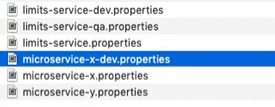 limits-service-dev.properties
limits-service-qa.properties
limits-service.properties
microservice-x-dev.properties
microservice-x.properties
microservice-y.properties